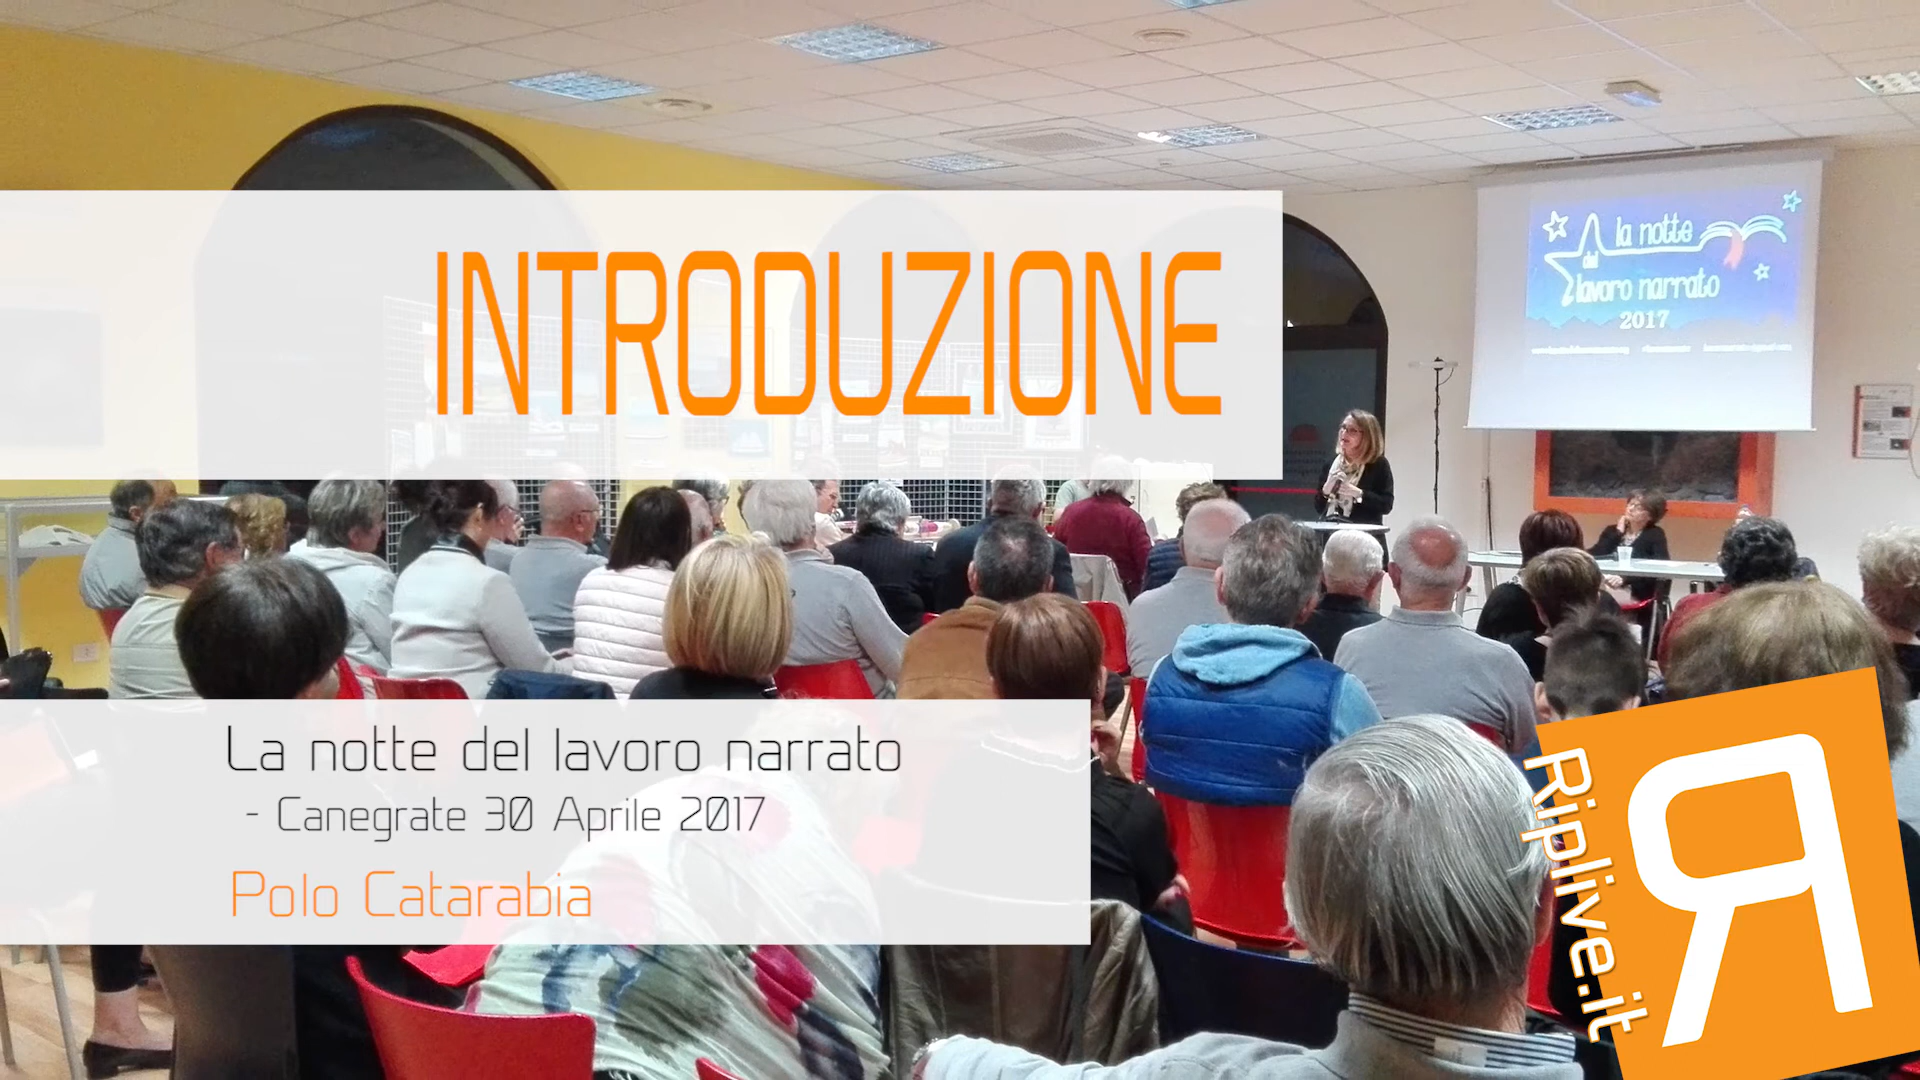 INTRODUZIONE
la notte
del
lavoro narrato
2017
La notte del lavoro narrato
- Canegrate 30 Aprile 2017
Polo Catarabia
Riplive.it